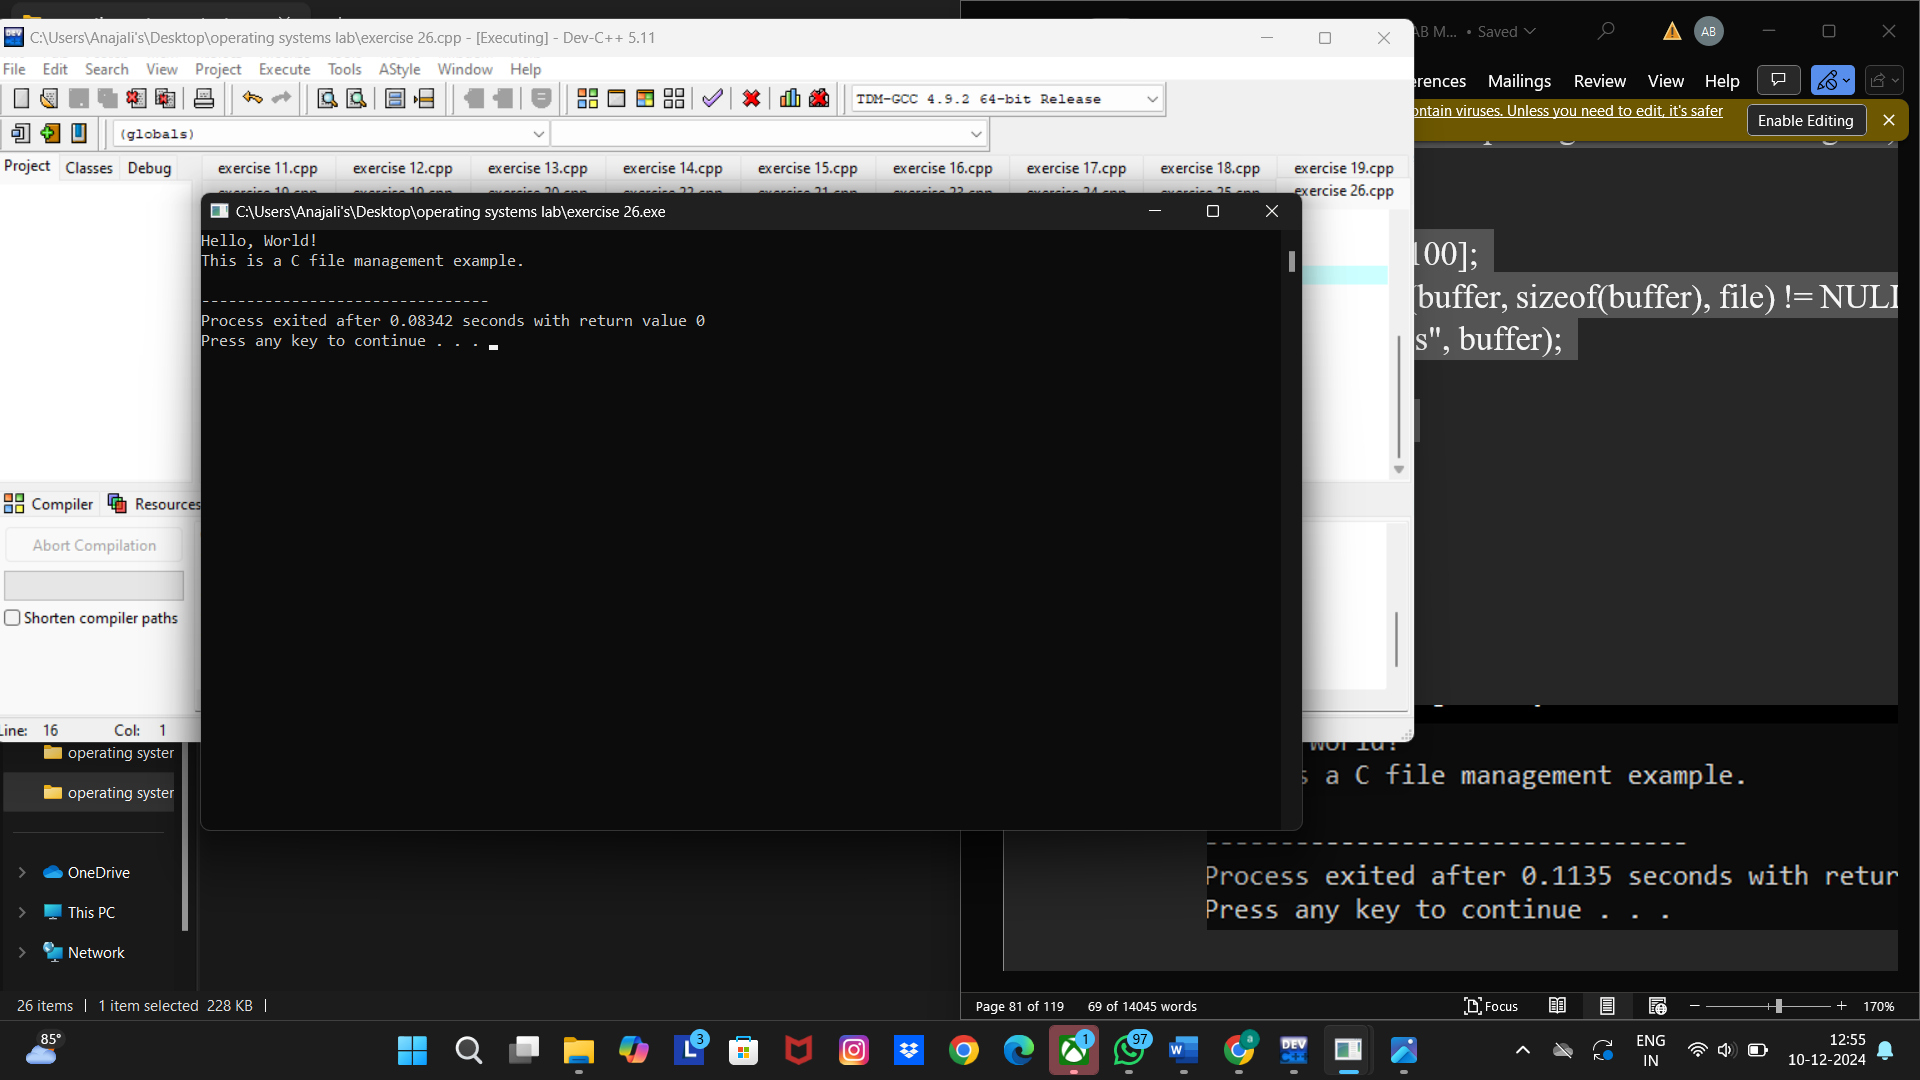 C:\Users\Anajali's\Desktop\operating systems lab\exercise 26.cpp - [Executing] - Dev-C++ 5.11
File Edit Search View Project Execute Tools AStyle Window Help
TDM-GCC 4.9.2 64-bit Release
(globals)
Project Classes Debug
exercise 11.cpp exercise 12.cpp exercise 13.cpp exercise 14.cpp exercise 15.cpp exercise 16.cpp exercise 17.cpp exercise 18.cpp exercise 19.cpp
exercise 26.cpp
C:\Users\Anajali's\Desktop\operating systems lab\exercise 26.exe
Hello, World!
This is a C file management example.
--------------------------------
Process exited after 0.08342 seconds with return value 0
Press any key to continue . . .
Compiler Resources
Abort Compilation
Shorten compiler paths
Line: 16 Col: 1
operating syster
operating syster
OneDrive
This PC
Network
26 items 1 item selected 228 KB
AB M... • Saved
AB
erences Mailings Review View Help
ontain viruses. Unless you need to edit, it's safer
Enable Editing
100];
(buffer, sizeof(buffer), file) != NULL
s", buffer);
World!
s a C file management example.
--------------------------------
Process exited after 0.1135 seconds with retur
Press any key to continue . . .
Page 81 of 119 69 of 14045 words
Focus
170%
85°
3
1
97
a
DEV
ENG
IN
12:55
10-12-2024